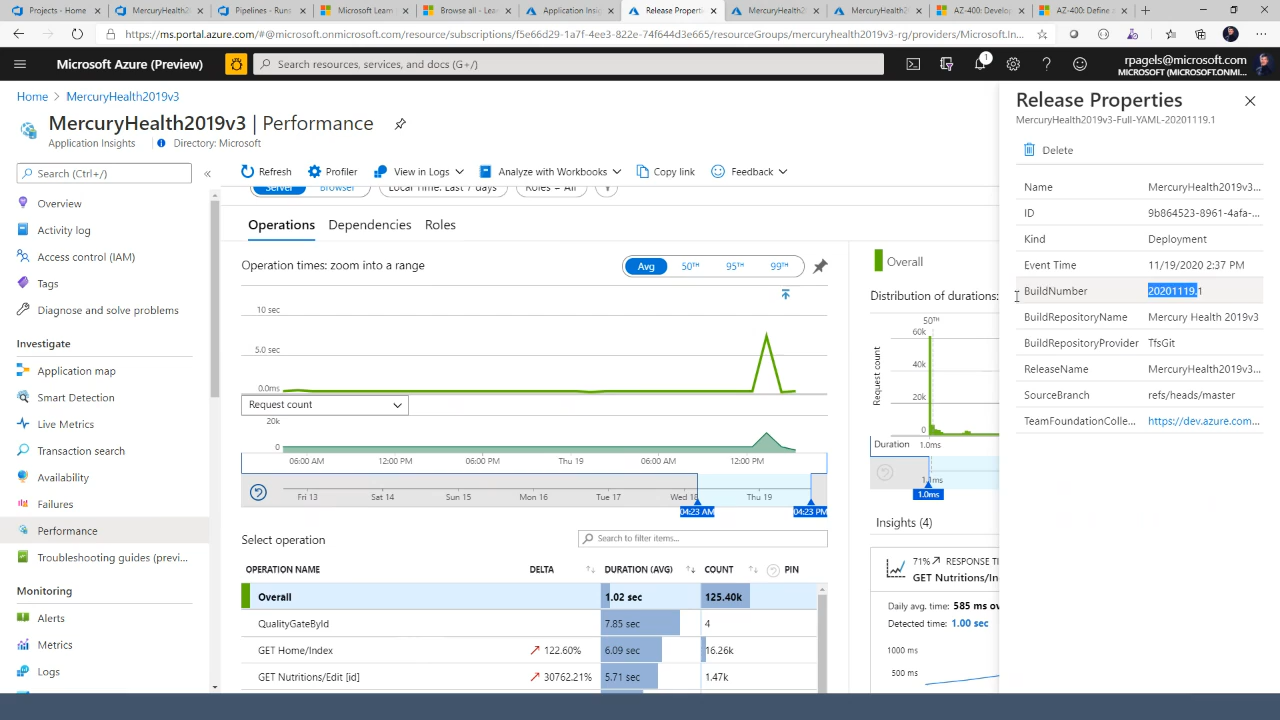 Projects - Home
MercuryHealth2019v
Pipelines - Runs
Microsoft Learn
Browse all - Lea
Application Insi
Release Properti
MercuryHealth20
MercuryHealth20
AZ-400: Develop
AZ-400: Define a
https://ms.portal.azure.com/#@microsoft.onmicrosoft.com/resource/subscriptions/f5e66d29-1a7f-4ee3-822e-74f644d3e665/resourceGroups/mercuryhealth2019v3-rg/providers/Microsoft.In...
Microsoft Azure (Preview)
Search resources, services, and docs (G+/)
1
rpagels@microsoft.com
MICROSOFT (MICROSOFT.ONMI...
Home > MercuryHealth2019v3
MercuryHealth2019v3 | Performance
Application Insights
Directory: Microsoft
Search (Ctrl+/)
«
Overview
Activity log
Access control (IAM)
Tags
Diagnose and solve problems
Investigate
Application map
Smart Detection
Live Metrics
Transaction search
Availability
Failures
Performance
Troubleshooting guides (previ...
Monitoring
Alerts
Metrics
Logs
Refresh
Profiler
View in Logs
Analyze with Workbooks
Copy link
Feedback
Server
Browser
Local Time: Last 7 days
Roles = All
Operations
Dependencies
Roles
Operation times: zoom into a range
Avg
50TH
95TH
99TH
10 sec
5.0 sec
0.0ms
Request count
20k
0
06:00 AM
12:00 PM
06:00 PM
Thu 19
06:00 AM
12:00 PM
Fri 13
Sat 14
Sun 15
Mon 16
Tue 17
Wed 18
Thu 19
04:23 AM
04:23 PM
Select operation
Search to filter items...
OPERATION NAME
DELTA
DURATION (AVG)
COUNT
PIN
Overall
1.02 sec
125.40k
QualityGateById
7.85 sec
4
GET Home/Index
122.60%
6.09 sec
16.26k
GET Nutritions/Edit [id]
30762.21%
5.71 sec
1.47k
Overall
Distribution of durations:
50TH
60k
40k
20k
0
Request count
Duration
1.0ms
1.1ms
1.0ms
Insights (4)
71%
RESPONSE TIM
GET Nutritions/In
Daily avg. time: 585 ms ov
Detected time: 1.00 sec
1000 ms
500 ms
Release Properties
MercuryHealth2019v3-Full-YAML-20201119.1
Delete
Name
MercuryHealth2019v3...
ID
9b864523-8961-4afa-...
Kind
Deployment
Event Time
11/19/2020 2:37 PM
BuildNumber
20201119.1
BuildRepositoryName
Mercury Health 2019v3
BuildRepositoryProvider
TfsGit
ReleaseName
MercuryHealth2019v3...
SourceBranch
refs/heads/master
TeamFoundationColle...
https://dev.azure.com...